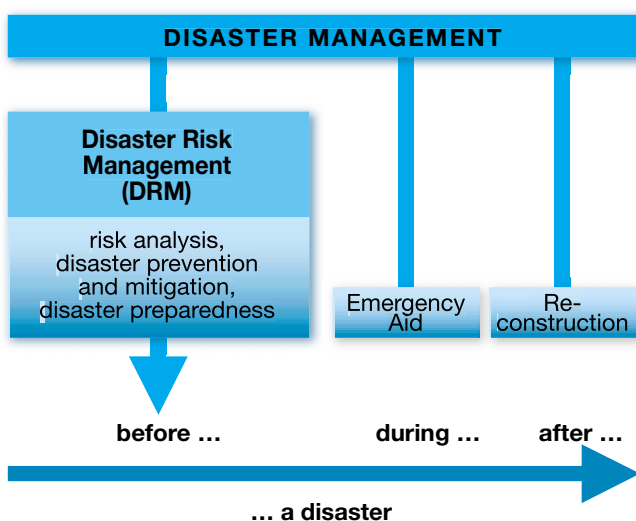 DISASTER MANAGEMENT
Disaster Risk
Management
(DRM)
risk analysis,
disaster prevention
and mitigation,
disaster preparedness
Emergency
Aid
Re-
construction
before ...
during ...
after ...
... a disaster